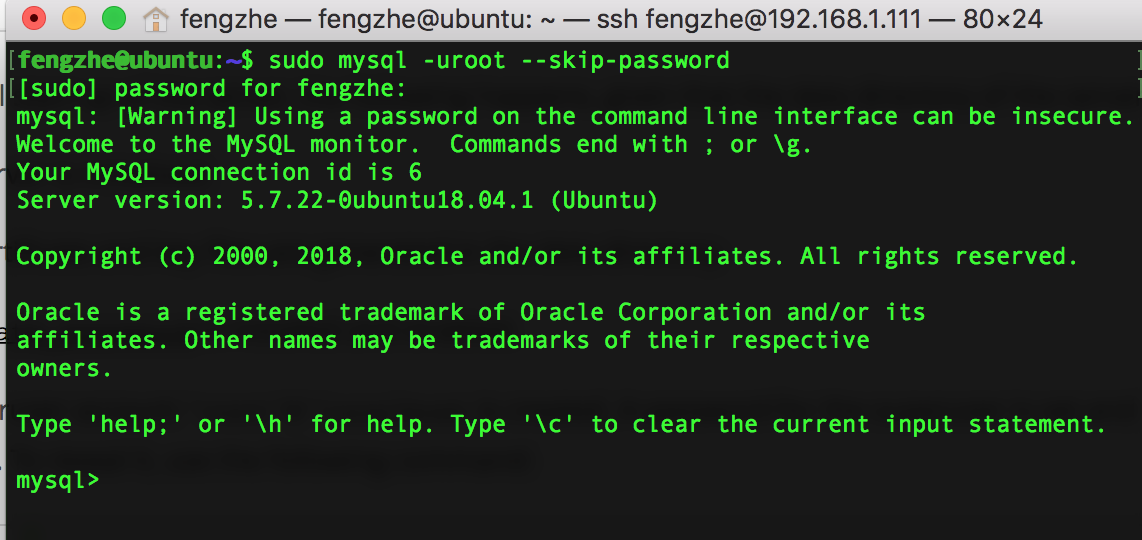 fengzhe — fengzhe@ubuntu: ~ — ssh fengzhe@192.168.1.111 — 80×24
[fengzhe@ubuntu:~$ sudo mysql -uroot --skip-password ]
[[sudo] password for fengzhe: ]
mysql: [Warning] Using a password on the command line interface can be insecure.
Welcome to the MySQL monitor.  Commands end with ; or \g.
Your MySQL connection id is 6
Server version: 5.7.22-0ubuntu18.04.1 (Ubuntu)
Copyright (c) 2000, 2018, Oracle and/or its affiliates. All rights reserved.
Oracle is a registered trademark of Oracle Corporation and/or its
affiliates. Other names may be trademarks of their respective
owners.
Type 'help;' or '\h' for help. Type '\c' to clear the current input statement.
mysql>